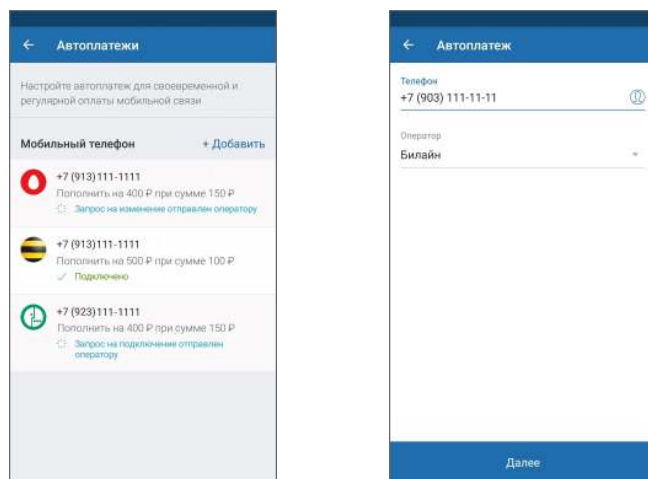 Автоплатежи
Настройте автоплатеж для своевременной и
регулярной оплаты мобильной связи
Мобильный телефон + Добавить
+7 (913)111-1111
Пополнить на 400 ₽ при сумме 150 ₽
Запрос на изменение отправлен оператору
+7 (913)111-1111
Пополнить на 500 ₽ при сумме 100 ₽
Подключено
+7 (923)111-1111
Пополнить на 400 ₽ при сумме 150 ₽
Запрос на подключение отправлен
оператору
Автоплатеж
Телефон
+7 (903) 111-11-11
Оператор
Билайн
Далее